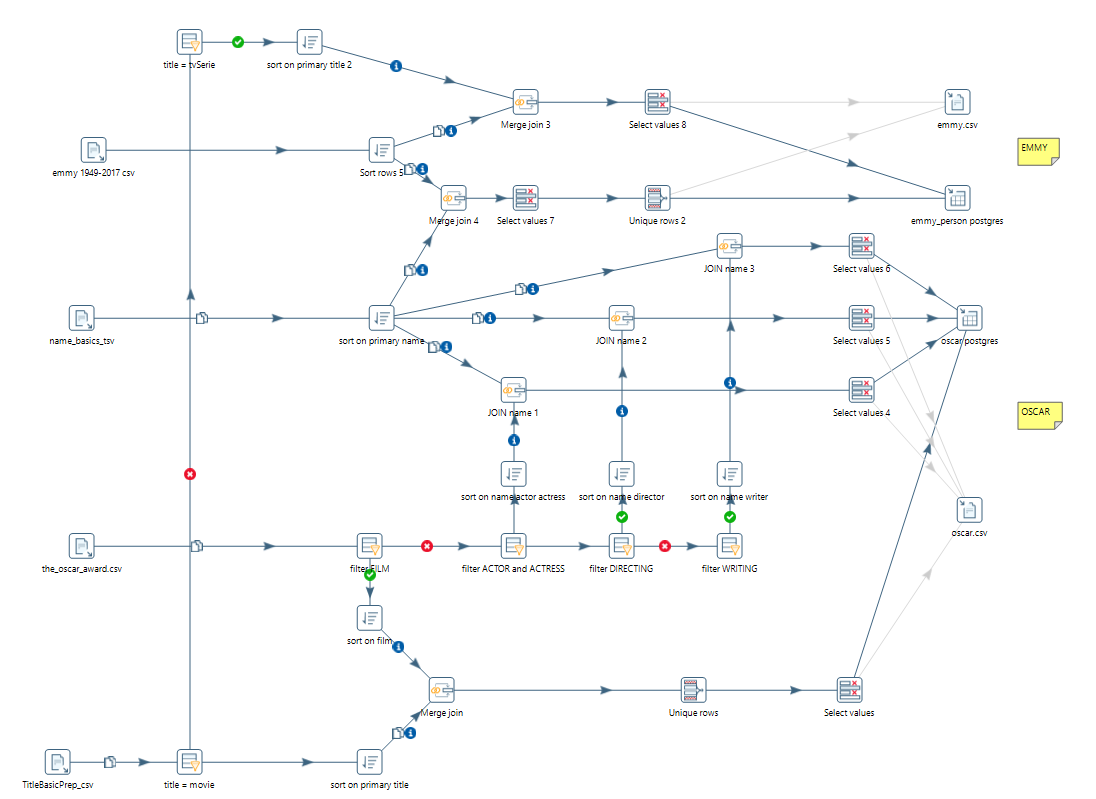 title = tvSerie
sort on primary title 2
Merge join 3
Select values 8
emmy.csv
EMMY
emmy 1949-2017 csv
Sort rows 5
Merge join 4
Select values 7
Unique rows 2
emmy_person postgres
JOIN name 3
Select values 6
name_basics_tsv
sort on primary name
JOIN name 2
Select values 5
oscar postgres
JOIN name 1
Select values 4
OSCAR
sort on name actor actress
sort on name director
sort on name writer
oscar.csv
the_oscar_award.csv
filter FILM
filter ACTOR and ACTRESS
filter DIRECTING
filter WRITING
sort on film
Merge join
Unique rows
Select values
TitleBasicPrep_csv
title = movie
sort on primary title